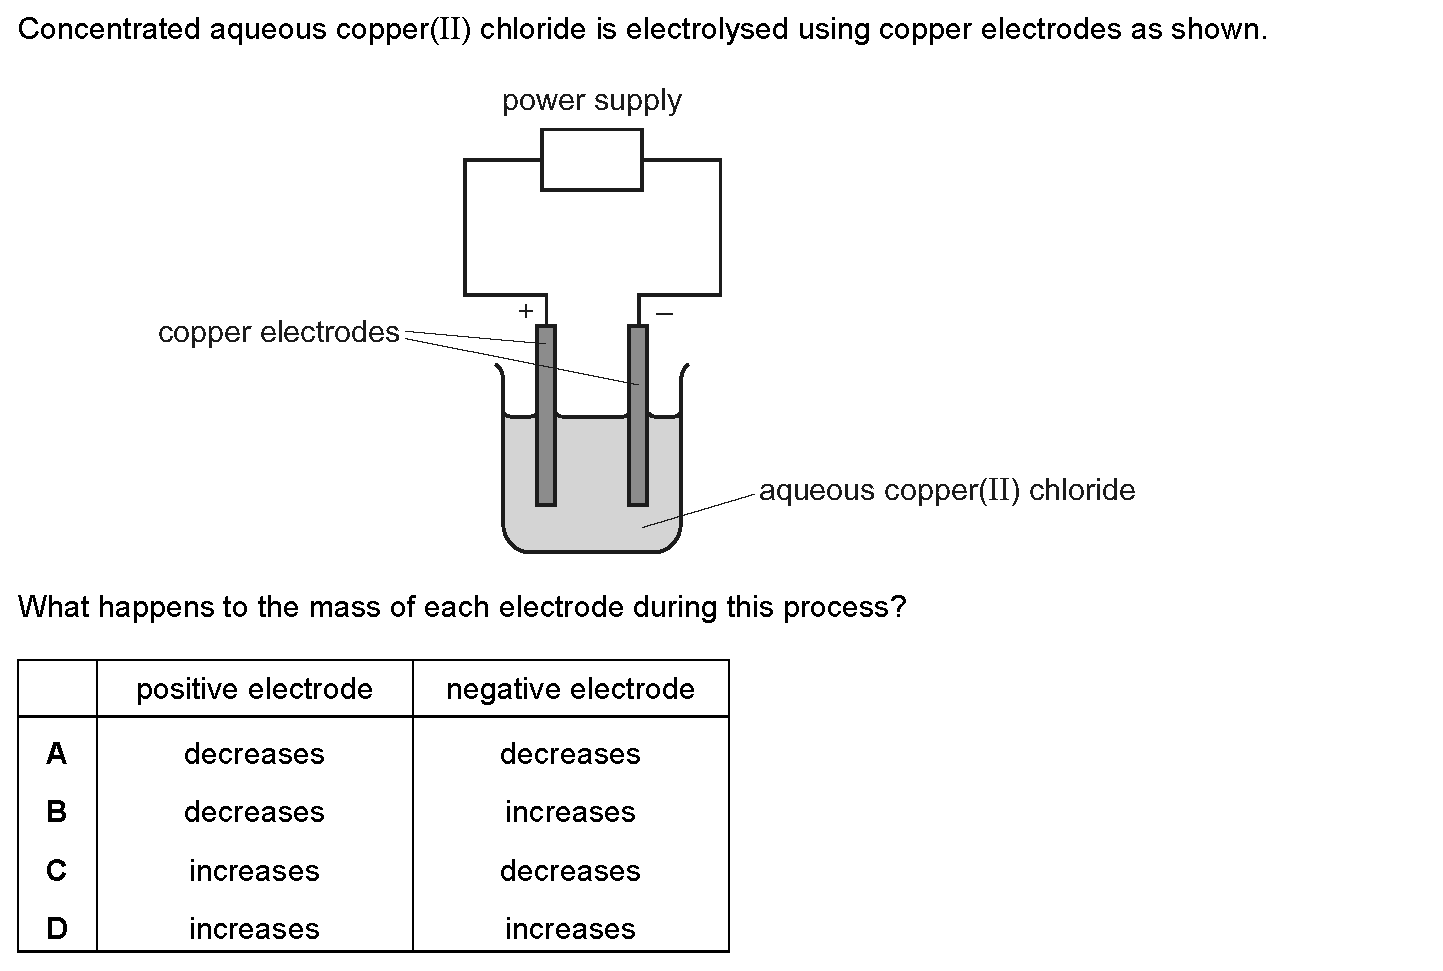 Concentrated aqueous copper(II) chloride is electrolysed using copper electrodes as shown.
power supply
+ –
copper electrodes
aqueous copper(II) chloride
What happens to the mass of each electrode during this process?
positive electrode negative electrode
A decreases decreases
B decreases increases
C increases decreases
D increases increases